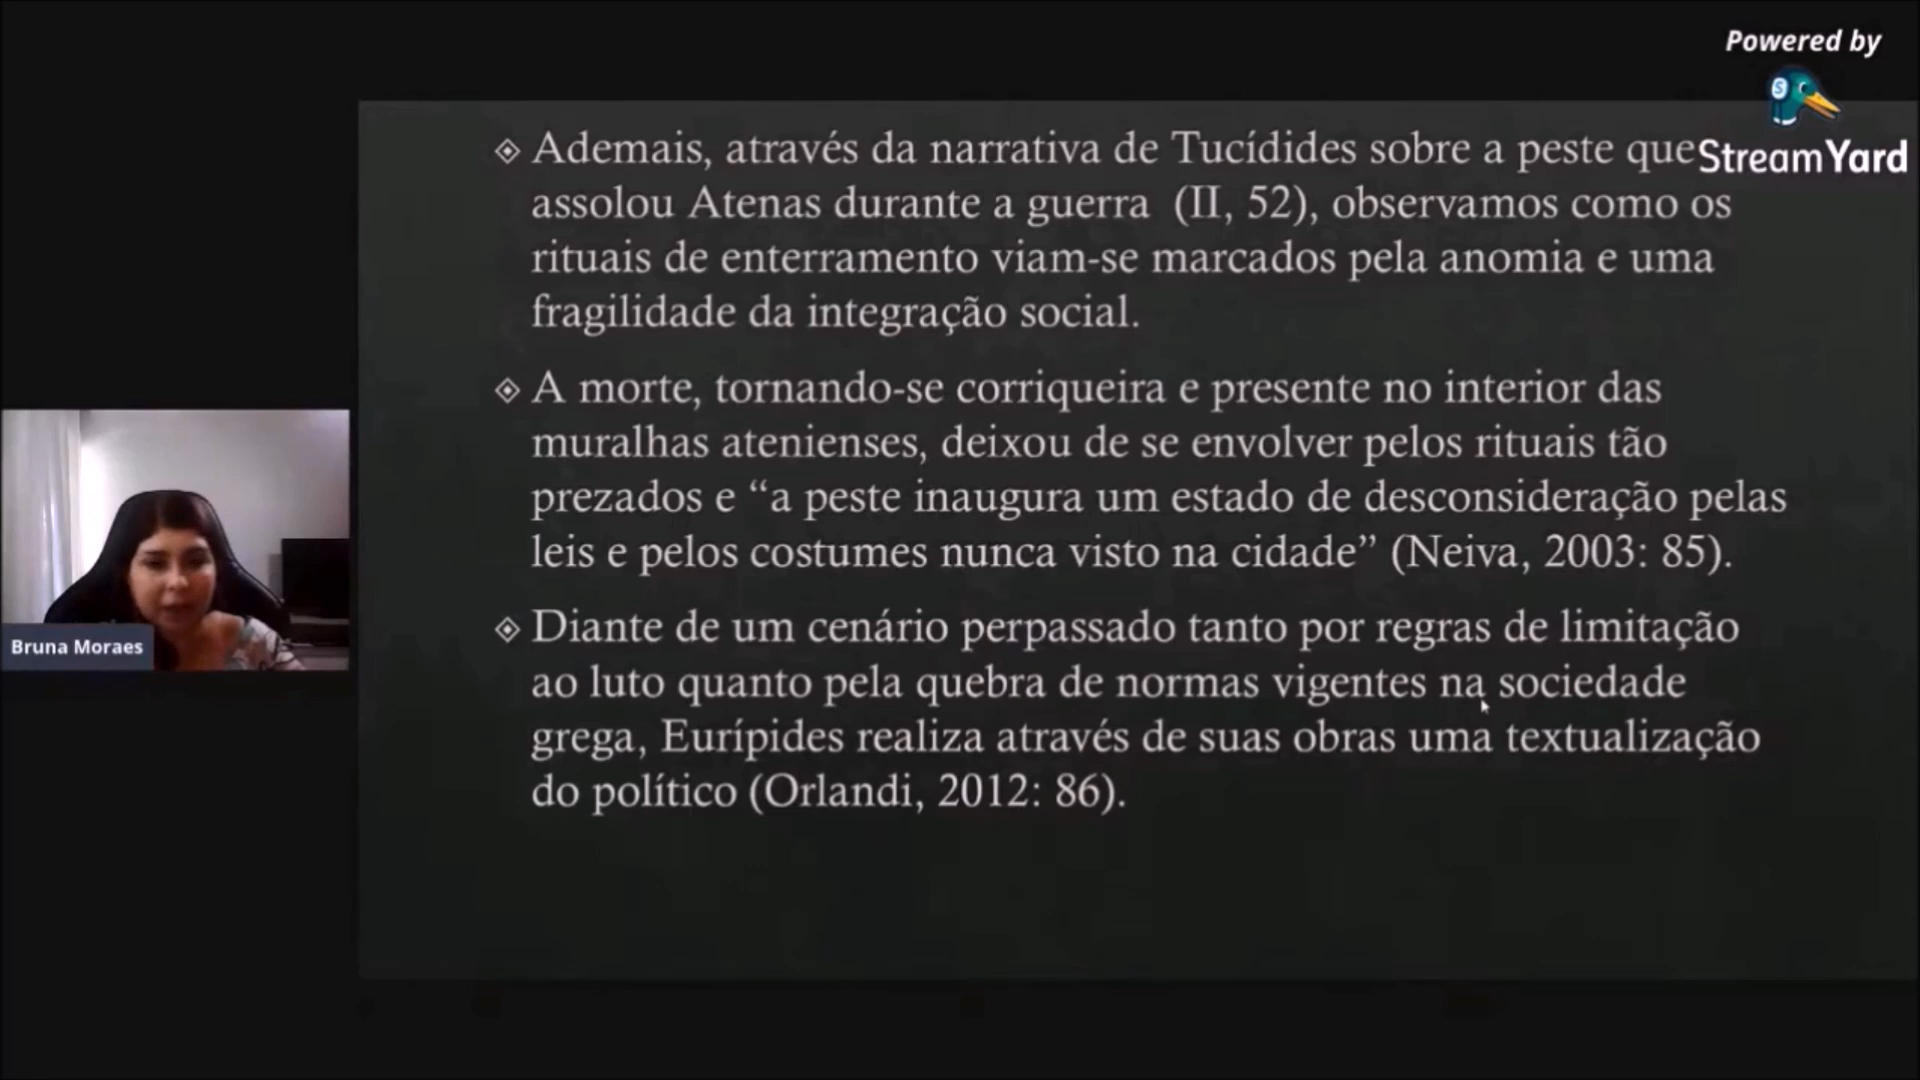 Powered by
StreamYard
Ademais, através da narrativa de Tucídides sobre a peste que
assolou Atenas durante a guerra (II, 52), observamos como os
rituais de enterramento viam-se marcados pela anomia e uma
fragilidade da integração social.
A morte, tornando-se corriqueira e presente no interior das
muralhas atenienses, deixou de se envolver pelos rituais tão
prezados e “a peste inaugura um estado de desconsideração pelas
leis e pelos costumes nunca visto na cidade” (Neiva, 2003: 85).
Diante de um cenário perpassado tanto por regras de limitação
ao luto quanto pela quebra de normas vigentes na sociedade
grega, Eurípides realiza através de suas obras uma textualização
do político (Orlandi, 2012: 86).
Bruna Moraes